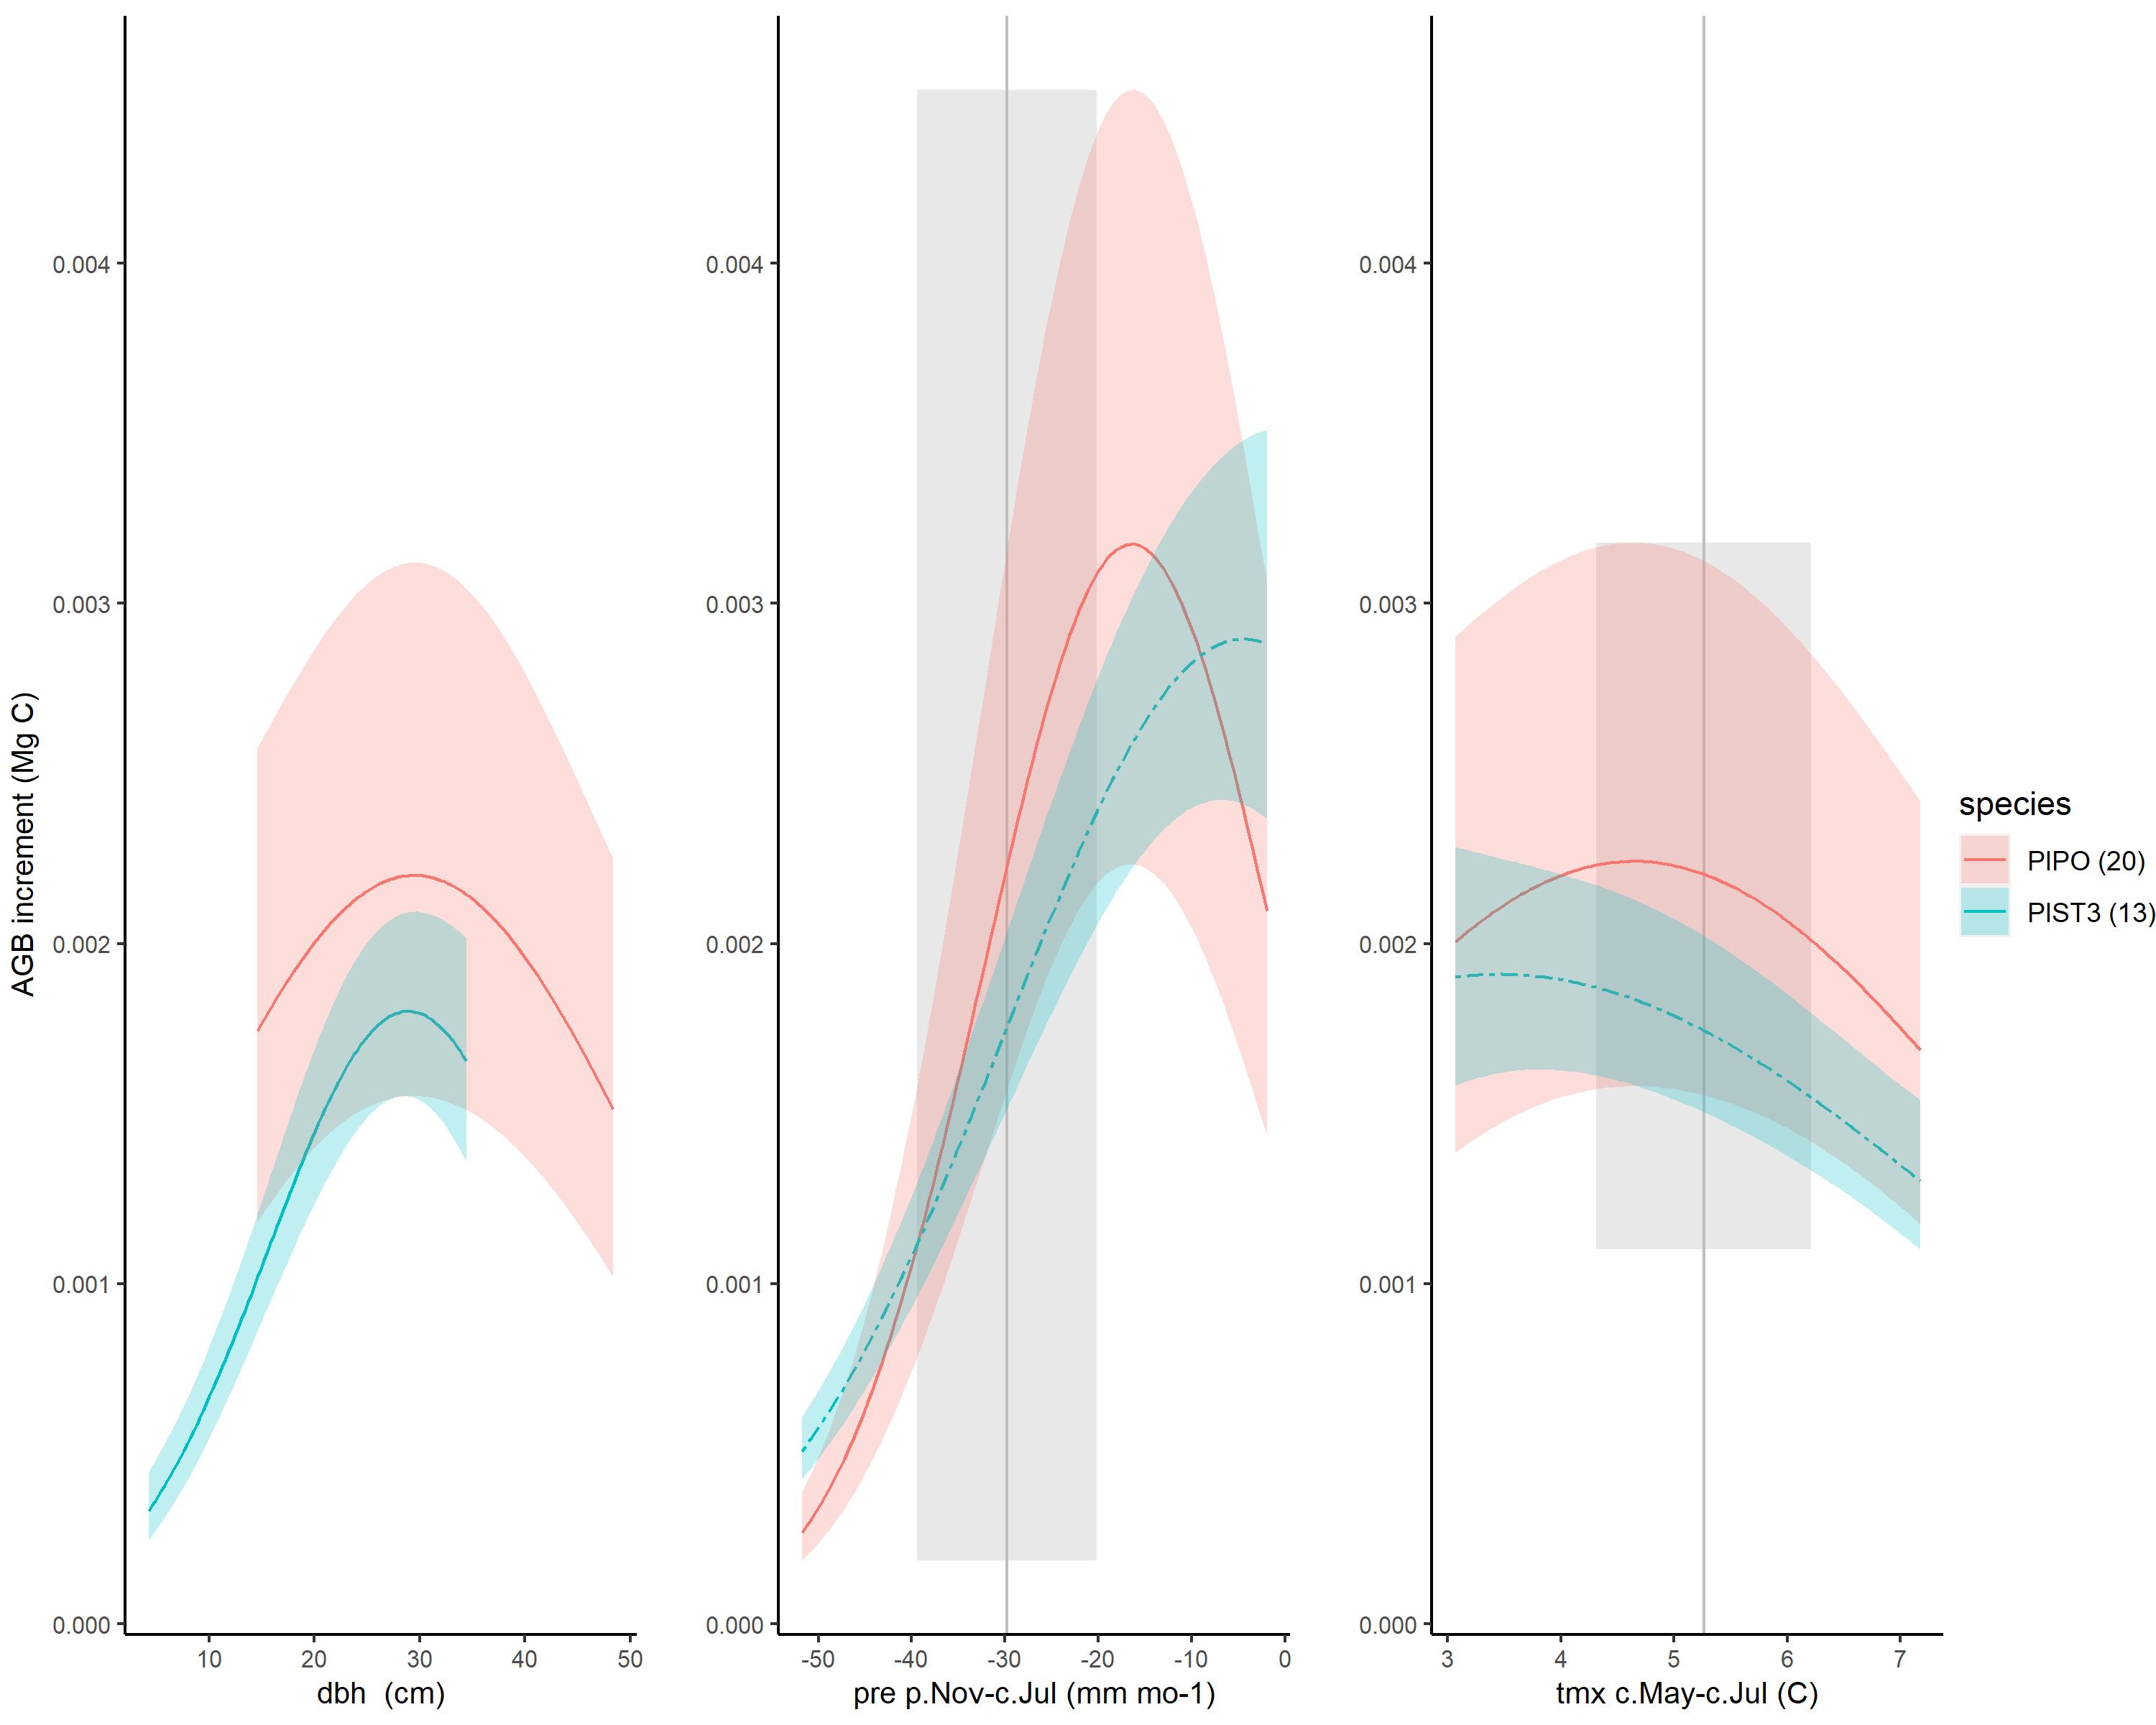 AGB increment (Mg C)
0.004
0.003
0.002
0.001
0.000
10 20 30 40 50
dbh  (cm)
0.004
0.003
0.002
0.001
0.000
-50 -40 -30 -20 -10 0
pre p.Nov-c.Jul (mm mo-1)
0.004
0.003
0.002
0.001
0.000
3 4 5 6 7
tmx c.May-c.Jul (C)
species
PIPO (20)
PIST3 (13)